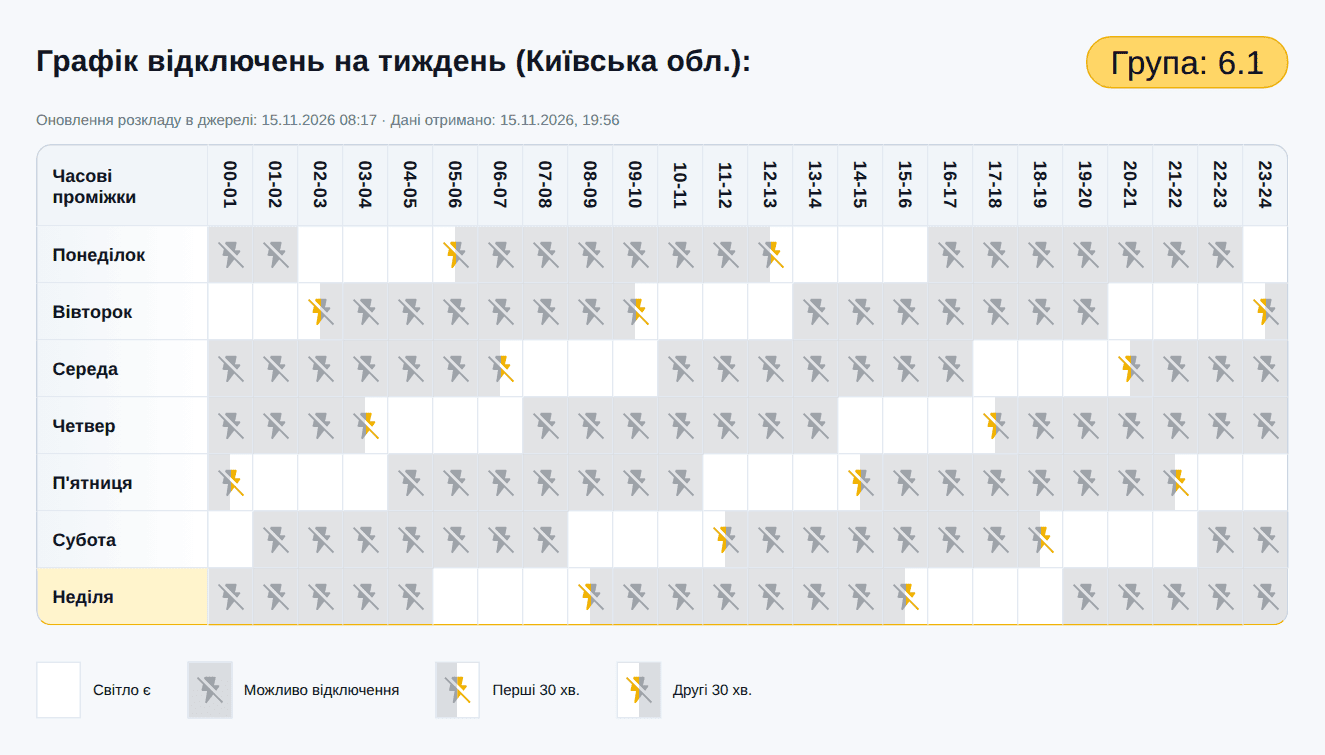 Графік відключень на тиждень (Київська обл.):
Група: 6.1
Оновлення розкладу в джерелі: 15.11.2026 08:17 · Дані отримано: 15.11.2026, 19:56
Часові
проміжки
00-01
01-02
02-03
03-04
04-05
05-06
06-07
07-08
08-09
09-10
10-11
11-12
12-13
13-14
14-15
15-16
16-17
17-18
18-19
19-20
20-21
21-22
22-23
23-24
Понеділок
Вівторок
Середа
Четвер
П'ятниця
Субота
Неділя
Світло є
Можливо відключення
Перші 30 хв.
Другі 30 хв.